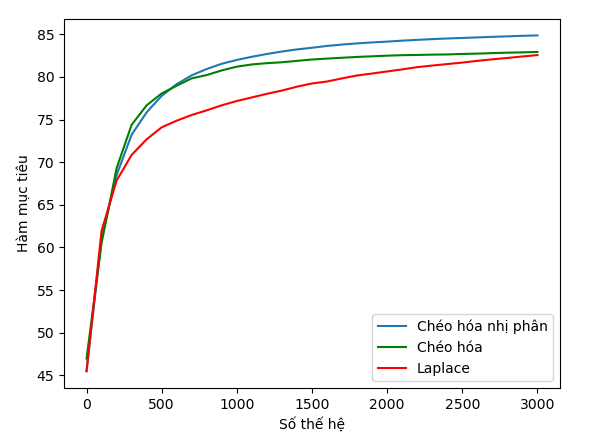 85
80
75
70
65
60
55
50
45
Hàm mục tiêu
Chéo hóa nhị phân
Chéo hóa
Laplace
0 500 1000 1500 2000 2500 3000
Số thế hệ